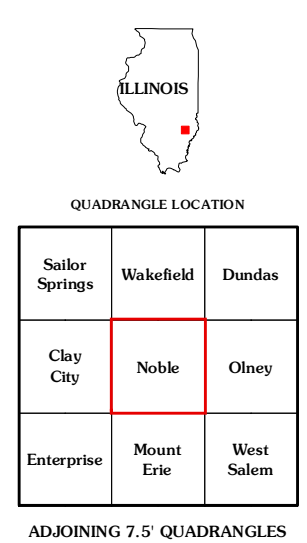 ILLINOIS
QUADRANGLE LOCATION
Sailor
Springs
Wakefield
Dundas
Clay
City
Noble
Olney
Enterprise
Mount
Erie
West
Salem
ADJOINING 7.5' QUADRANGLES